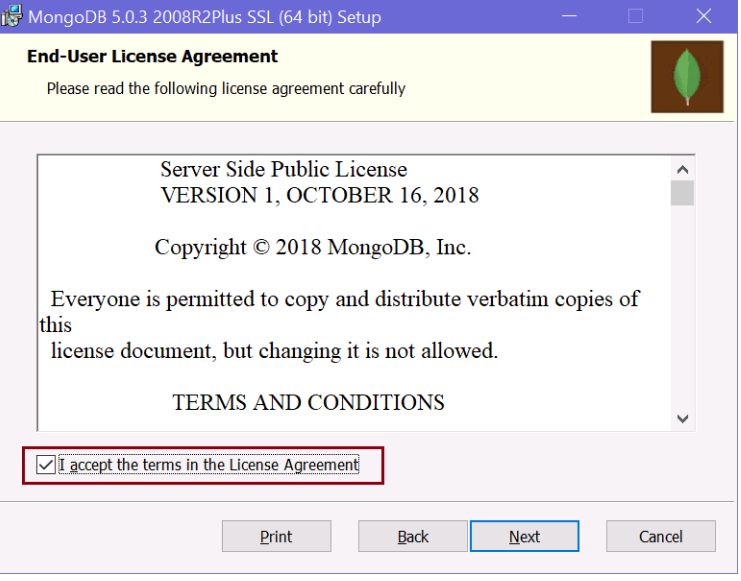 MongoDB 5.0.3 2008R2Plus SSL (64 bit) Setup
End-User License Agreement
Please read the following license agreement carefully
Server Side Public License
VERSION 1, OCTOBER 16, 2018
Copyright © 2018 MongoDB, Inc.
Everyone is permitted to copy and distribute verbatim copies of
this
license document, but changing it is not allowed.
TERMS AND CONDITIONS
I accept the terms in the License Agreement
Print Back Next Cancel